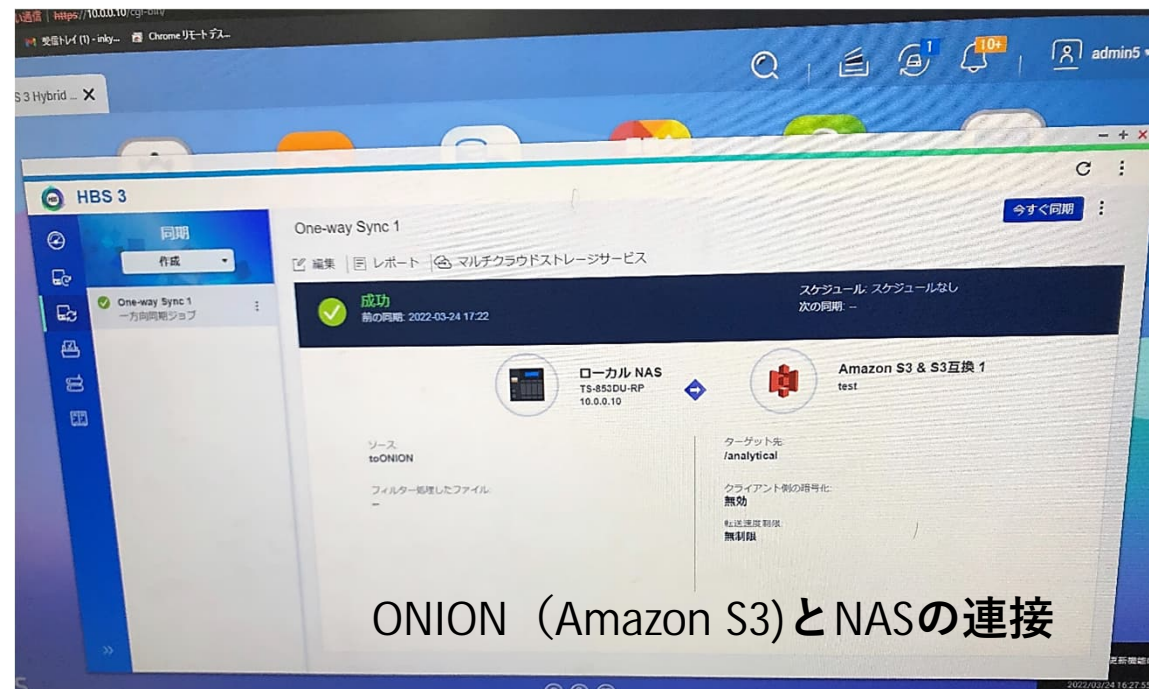 い通信 | https://10.0.0.10/cgi-bin/
受信トレイ (1) - inky... Chrome リモート デス...
S 3 Hybrid ... ×
1
10+
admin5
HBS 3
同期
作成
One-way Sync 1
一方向同期ジョブ
One-way Sync 1
今すぐ同期
編集 | レポート | マルチクラウドストレージサービス
成功
前の同期: 2022-03-24 17:22
スケジュール: スケジュールなし
次の同期: --
ローカル NAS
TS-853DU-RP
10.0.0.10
Amazon S3 & S3互換 1
test
ソース:
toONION
フィルター処理したファイル:
--
ターゲット先:
/analytical
クライアント側の暗号化:
無効
転送速度制限:
無制限
ONION（Amazon S3)とNASの連接
2022/03/24 16:27:55